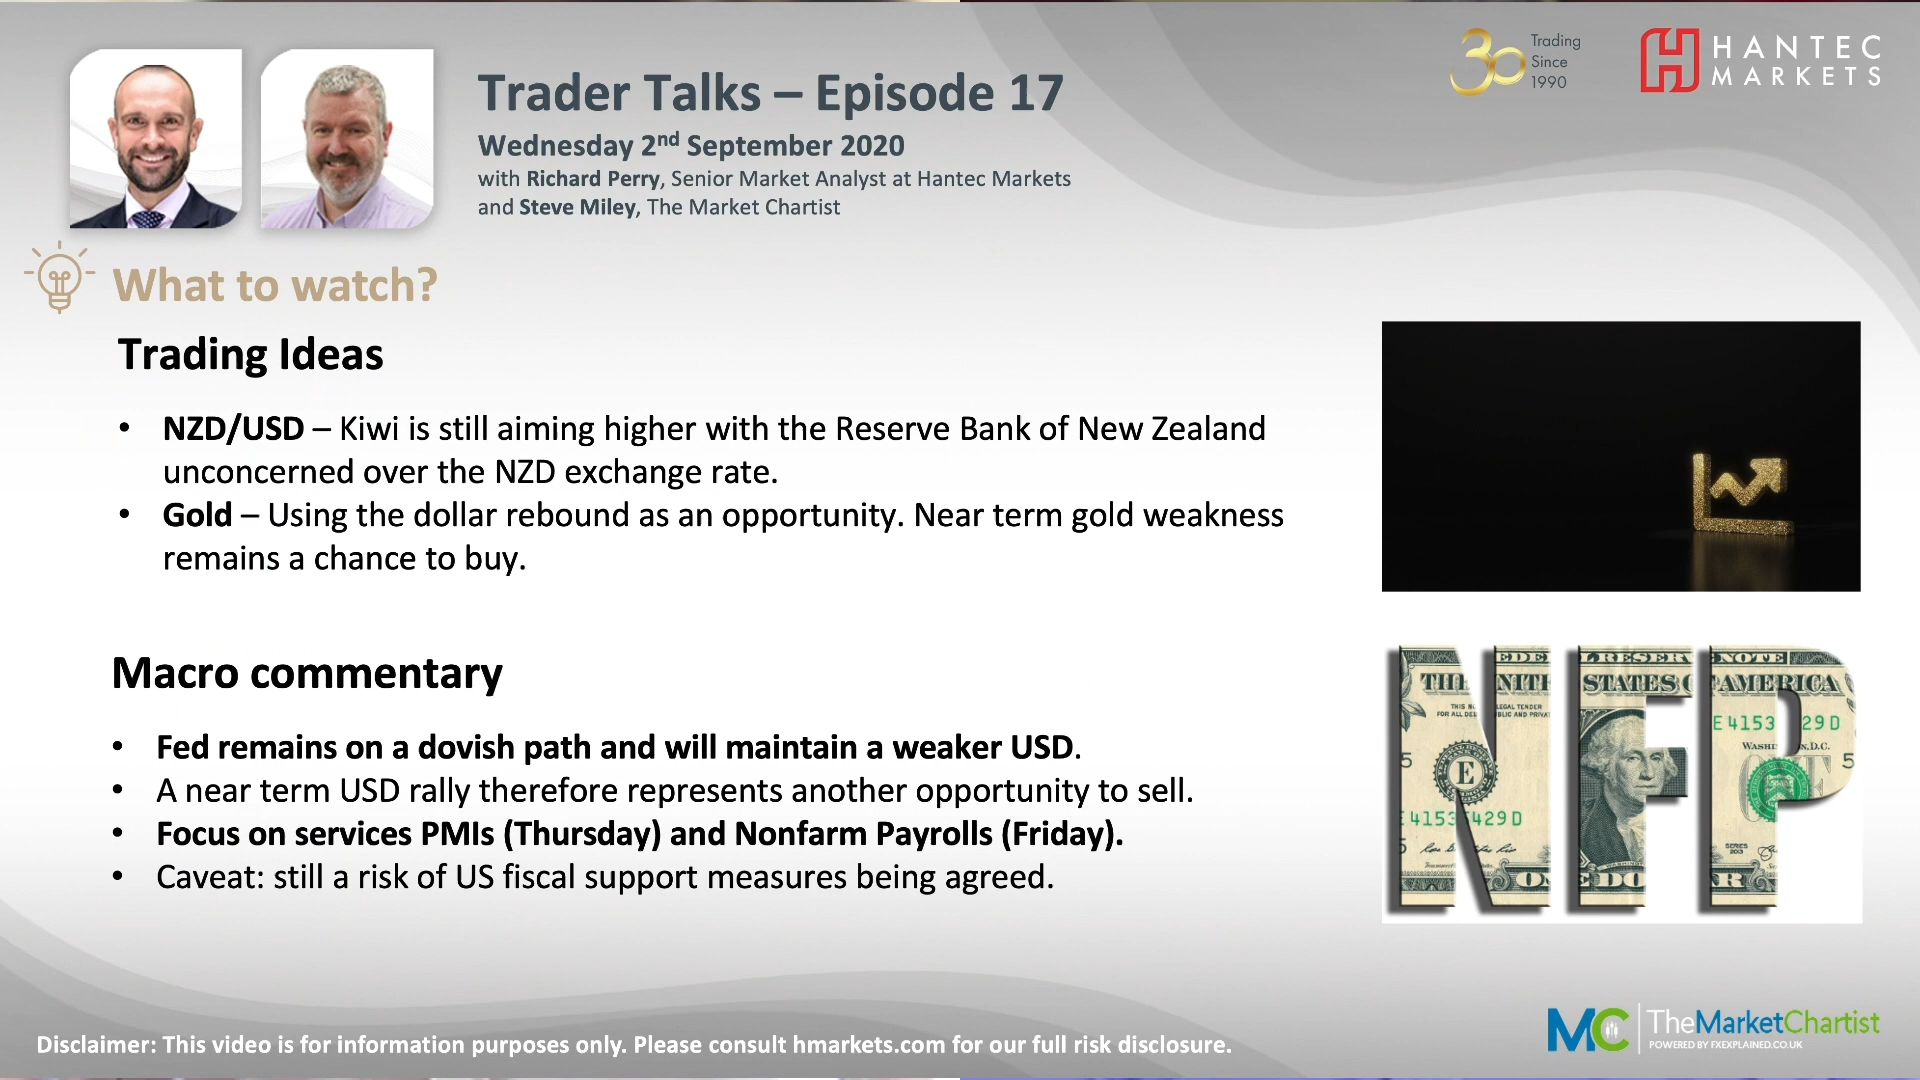 30 Trading
Since
1990
HANTEC
MARKETS
Trader Talks – Episode 17
Wednesday 2nd September 2020
with Richard Perry, Senior Market Analyst at Hantec Markets
and Steve Miley, The Market Chartist
What to watch?
Trading Ideas
• NZD/USD – Kiwi is still aiming higher with the Reserve Bank of New Zealand
unconcerned over the NZD exchange rate.
• Gold – Using the dollar rebound as an opportunity. Near term gold weakness
remains a chance to buy.
Macro commentary
• Fed remains on a dovish path and will maintain a weaker USD.
• A near term USD rally therefore represents another opportunity to sell.
• Focus on services PMIs (Thursday) and Nonfarm Payrolls (Friday).
• Caveat: still a risk of US fiscal support measures being agreed.
NFP
MC TheMarketChartist
POWERED BY FXEXPLAINED.CO.UK
Disclaimer: This video is for information purposes only. Please consult hmarkets.com for our full risk disclosure.